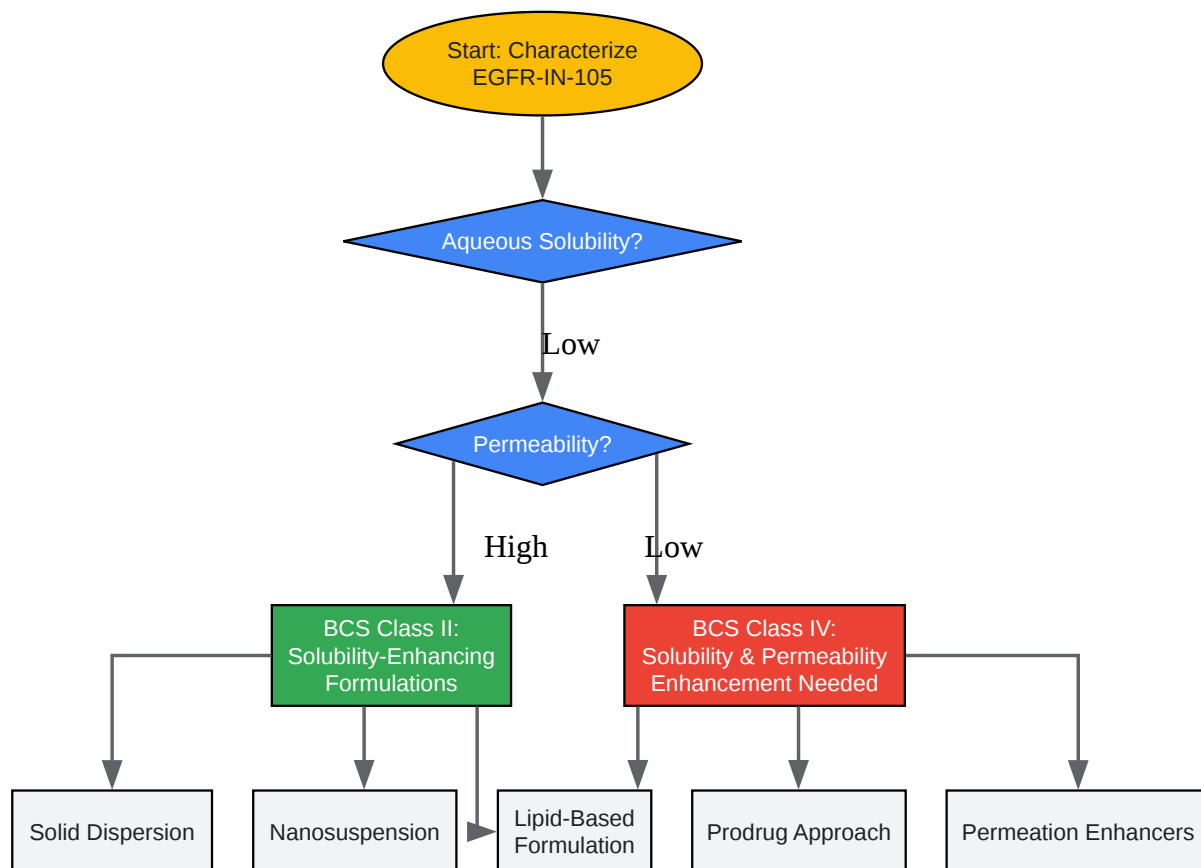 Start: Characterize
EGFR-IN-105
Aqueous Solubility?
Low
Permeability?
High
Low
BCS Class II:
Solubility-Enhancing
Formulations
BCS Class IV:
Solubility & Permeability
Enhancement Needed
Solid Dispersion
Nanosuspension
Lipid-Based
Formulation
Prodrug Approach
Permeation Enhancers